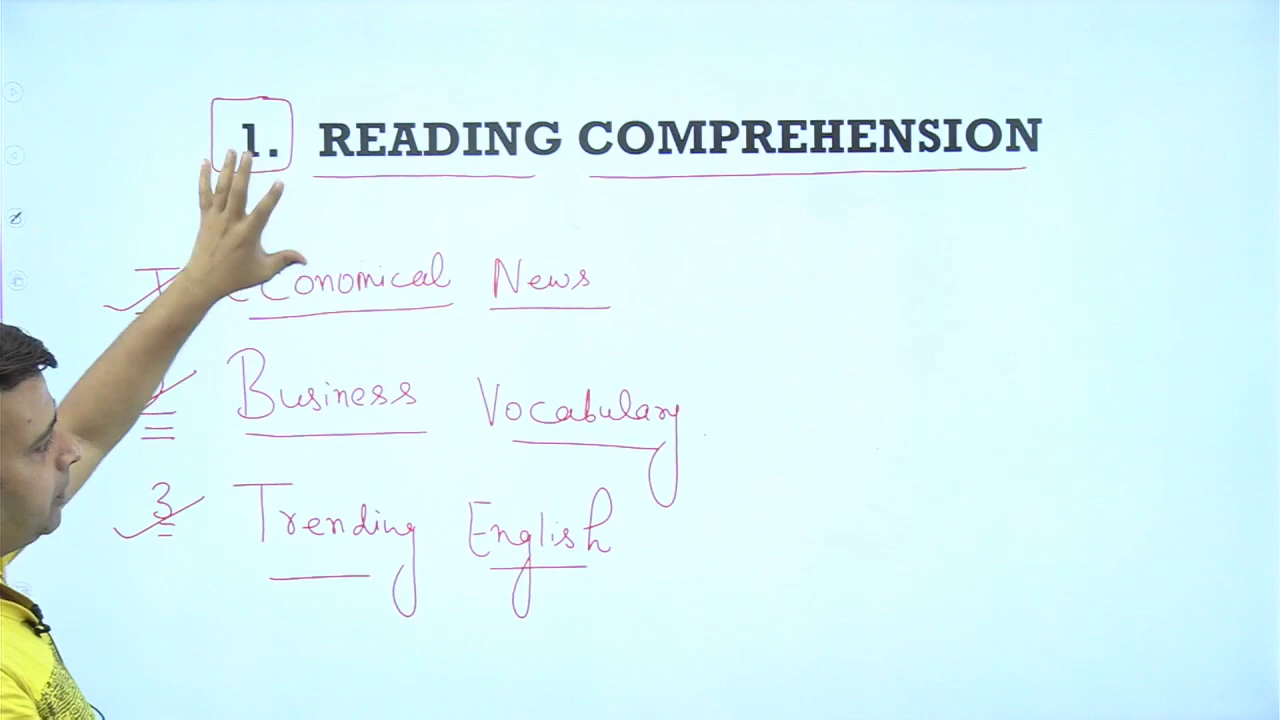 1. READING COMPREHENSION
Conomical News
Business Vocabulary
3 Trending English